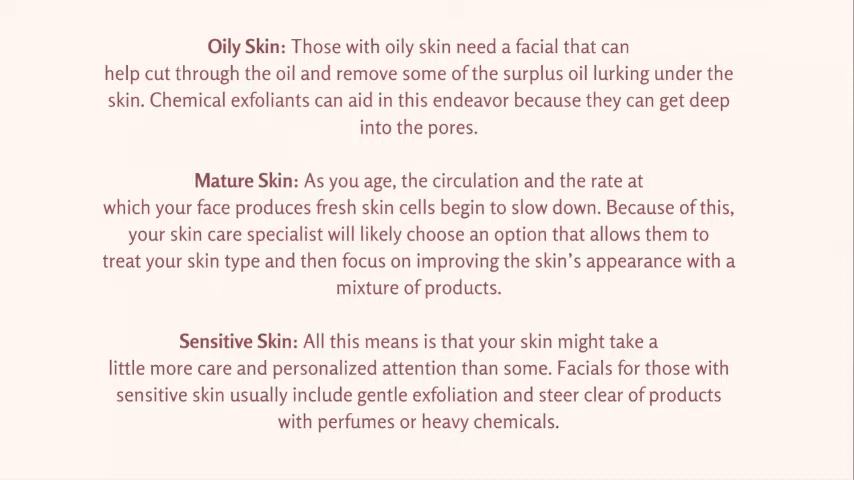 Oily Skin: Those with oily skin need a facial that can
help cut through the oil and remove some of the surplus oil lurking under the
skin. Chemical exfoliants can aid in this endeavor because they can get deep
into the pores.
Mature Skin: As you age, the circulation and the rate at
which your face produces fresh skin cells begin to slow down. Because of this,
your skin care specialist will likely choose an option that allows them to
treat your skin type and then focus on improving the skin's appearance with a
mixture of products.
Sensitive Skin: All this means is that your skin might take a
little more care and personalized attention than some. Facials for those with
sensitive skin usually include gentle exfoliation and steer clear of products
with perfumes or heavy chemicals.